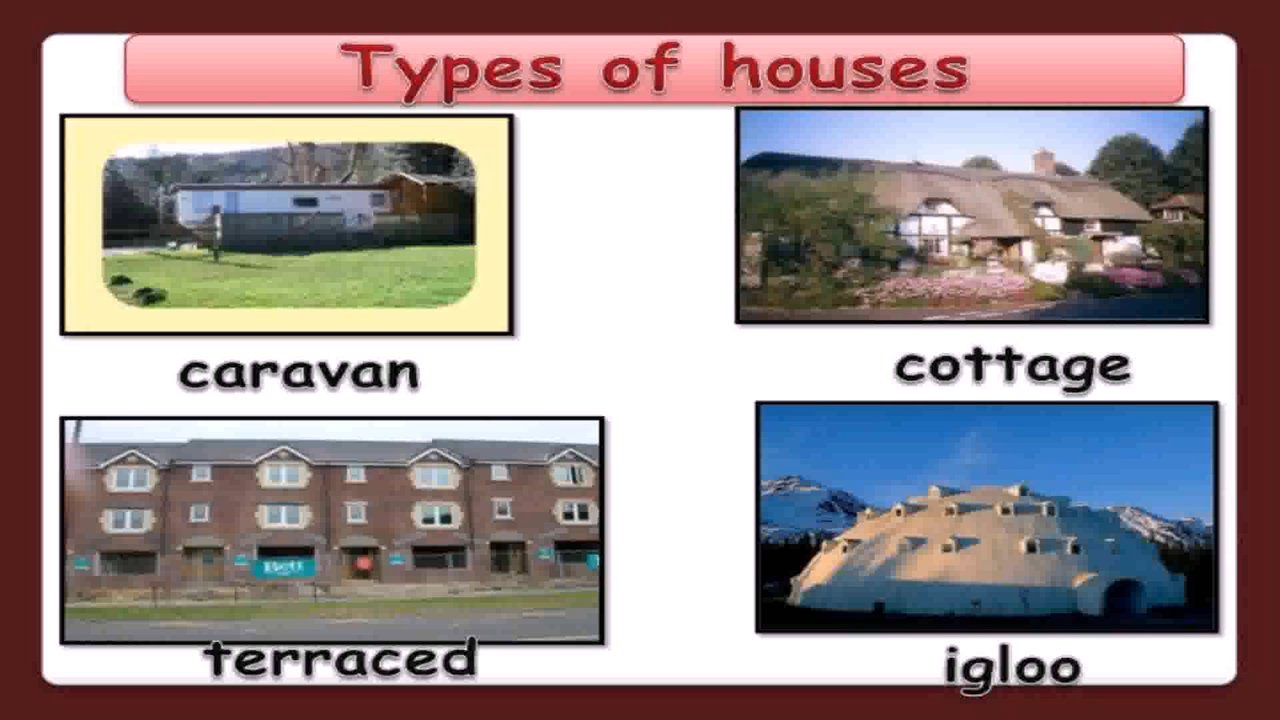 Types of houses
caravan
cottage
terraced
igloo